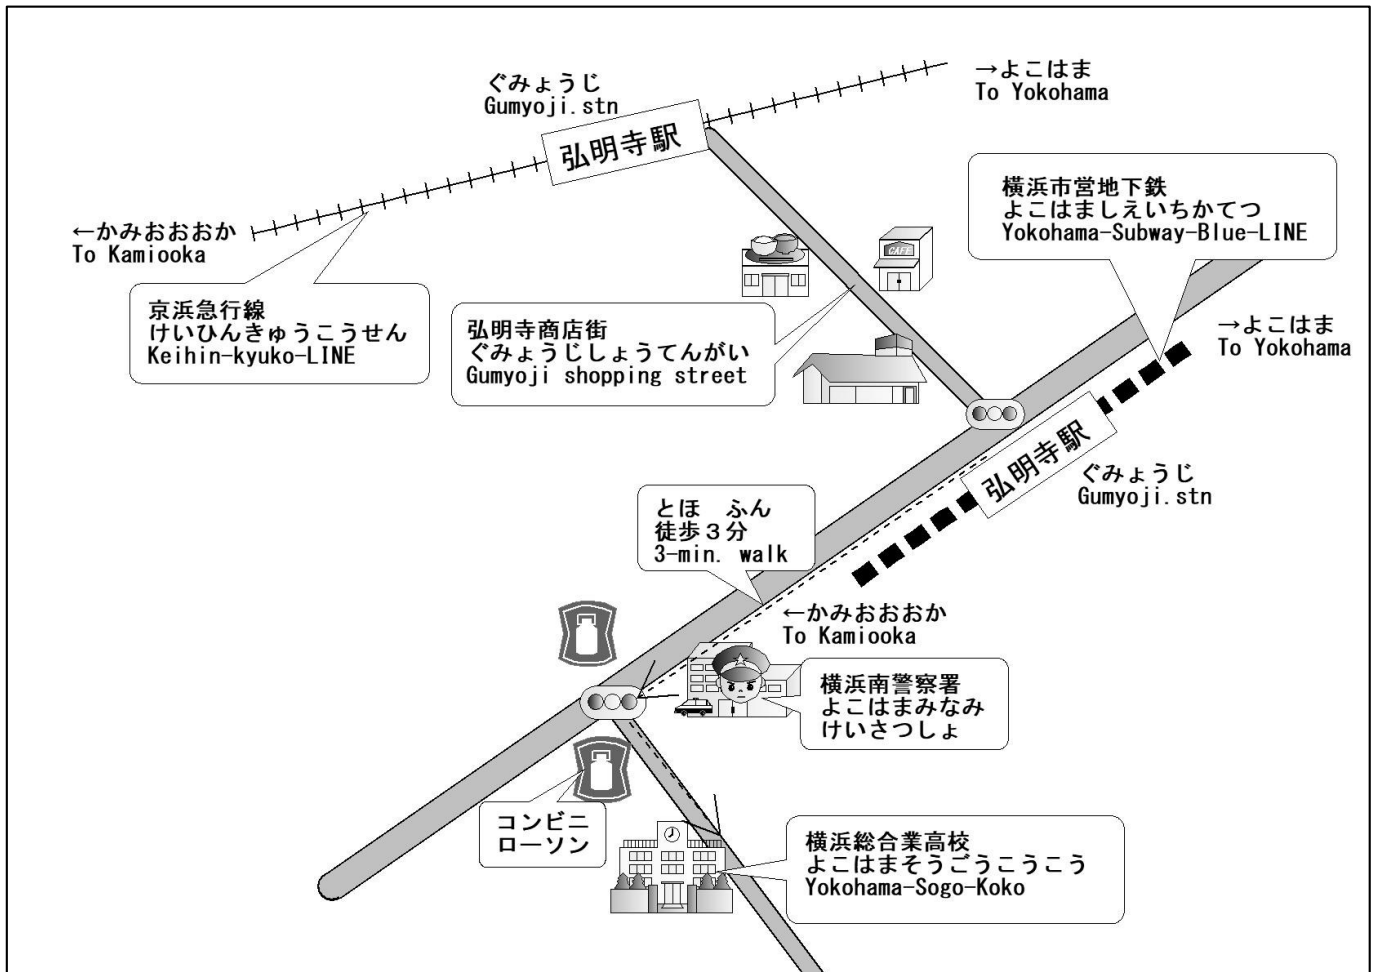 ぐみょうじ
Gumyoji.stn
弘明寺駅
→よこはま
To Yokohama
←かみおおおか
To Kamiooka
京浜急行線
けいひんきゅうこうせん
Keihin-kyuko-LINE
弘明寺商店街
ぐみょうじしょうてんがい
Gumyoji shopping street
CAFE
横浜市営地下鉄
よこはましえいちかてつ
Yokohama-Subway-Blue-LINE
→よこはま
To Yokohama
弘明寺駅
ぐみょうじ
Gumyoji.stn
とほ　ふん
徒歩３分
3-min. walk
←かみおおおか
To Kamiooka
横浜南警察署
よこはまみなみ
けいさつしょ
コンビニ
ローソン
横浜総合業高校
よこはまそうごうこうこう
Yokohama-Sogo-Koko